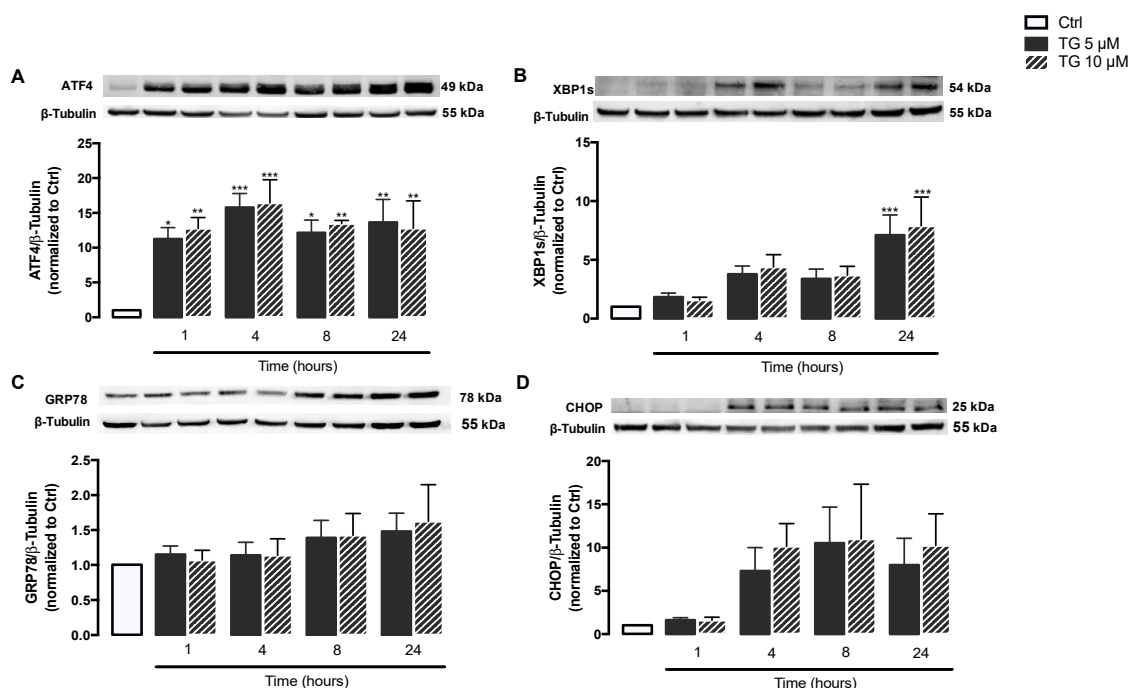 Ctrl
TG 5 µM
TG 10 µM
A
ATF4
49 kDa
β-Tubulin
55 kDa
ATF4/β-Tubulin
(normalized to Ctrl)
25
20
15
10
5
0
* ** *** *** * ** ** **
1 4 8 24
Time (hours)
B
XBP1s
54 kDa
β-Tubulin
55 kDa
XBP1s/β-Tubulin
(normalized to Ctrl)
15
10
5
0
*** ***
1 4 8 24
Time (hours)
C
GRP78
78 kDa
β-Tubulin
55 kDa
GRP78/β-Tubulin
(normalized to Ctrl)
2.5
2.0
1.5
1.0
0.5
0.0
1 4 8 24
Time (hours)
D
CHOP
25 kDa
β-Tubulin
55 kDa
CHOP/β-Tubulin
(normalized to Ctrl)
20
15
10
5
0
1 4 8 24
Time (hours)